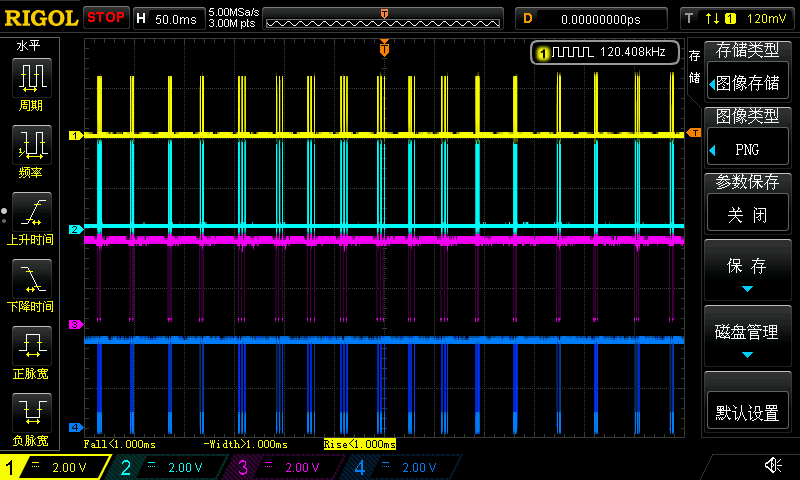 RIGOL STOP H 50.0ms 5.00MSa/s 3.00M pts T D 0.00000000ps T 1 120mV
水平
周期
频率
上升时间
下降时间
正脉宽
负脉宽
1 120.408kHz
T
T
1
2
3
4
Fall<1.000ms -Width>1.000ms Rise<1.000ms
存储
存储类型
图像存储
图像类型
PNG
参数保存
关闭
保存
磁盘管理
默认设置
1 2.00 V 2 2.00 V 3 2.00 V 4 2.00 V